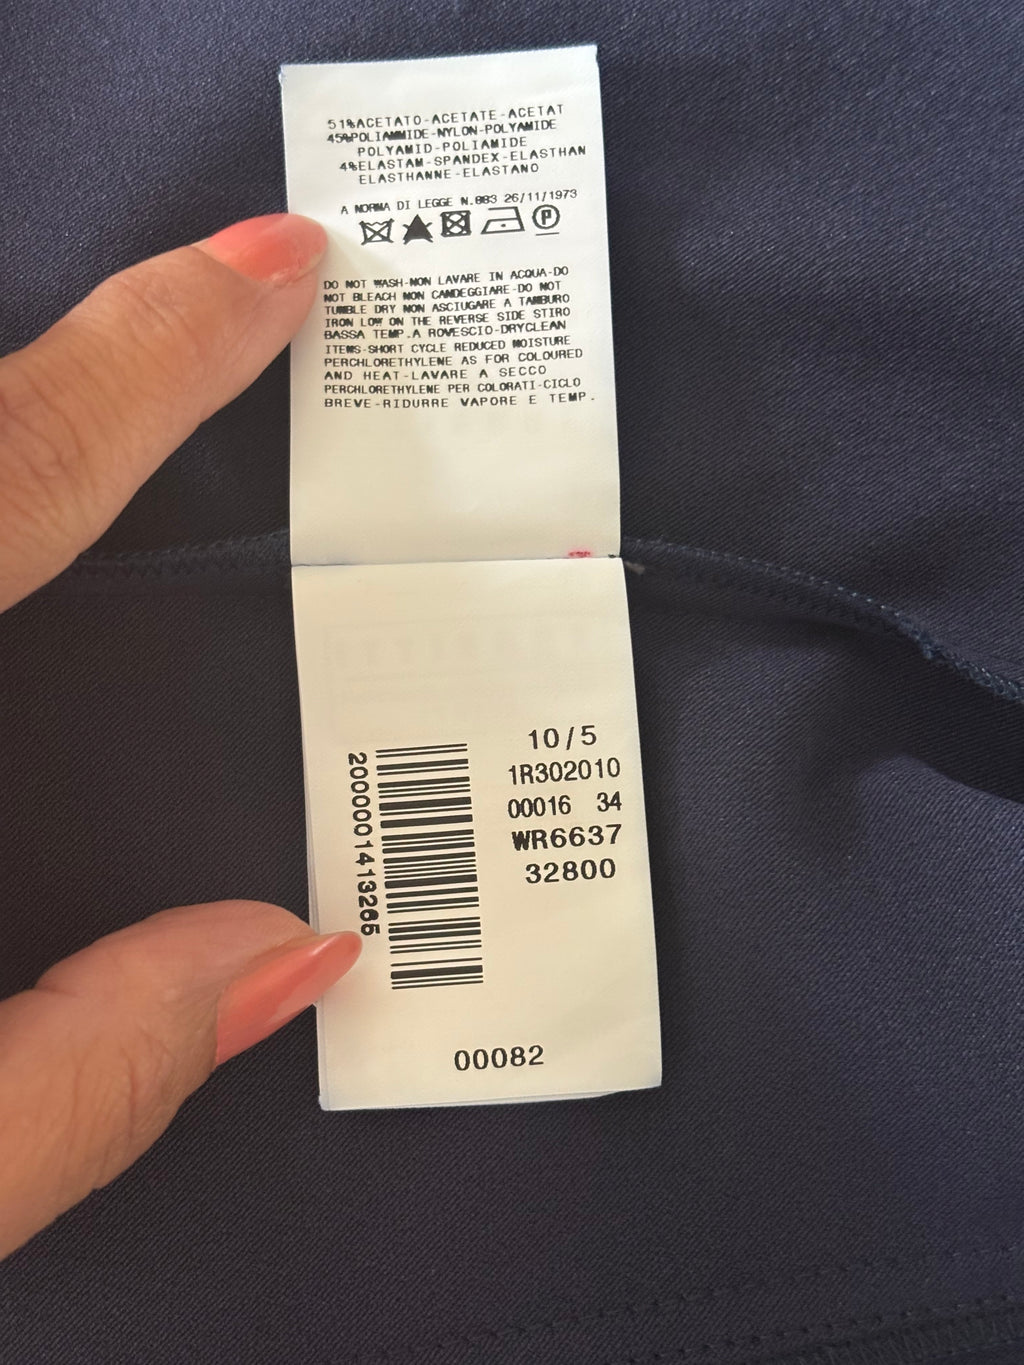 51%ACETATO-ACETATE-ACETAT
45%POLIAMMIDE-NYLON-POLYAMIDE
POLYAMID-POLIAMIDE
4%ELASTAM-SPANDEX-ELASTHAN
ELASTHANNE-ELASTANO
A NORMA DI LEGGE N.883 26/11/1973
P
DO NOT WASH-NON LAVARE IN ACQUA-DO
NOT BLEACH NON CANDEGGIARE-DO NOT
TUMBLE DRY NON ASCIUGARE A TAMBURO
IRON LOW ON THE REVERSE SIDE STIRO
BASSA TEMP.A ROVESCIO-DRYCLEAN
ITEMS-SHORT CYCLE REDUCED MOISTURE
PERCHLORETHYLENE AS FOR COLOURED
AND HEAT-LAVARE A SECCO
PERCHLORETHYLENE PER COLORATI-CICLO
BREVE-RIDURRE VAPORE E TEMP.
10/5
1R302010
00016 34
WR6637
32800
2000001413265
00082